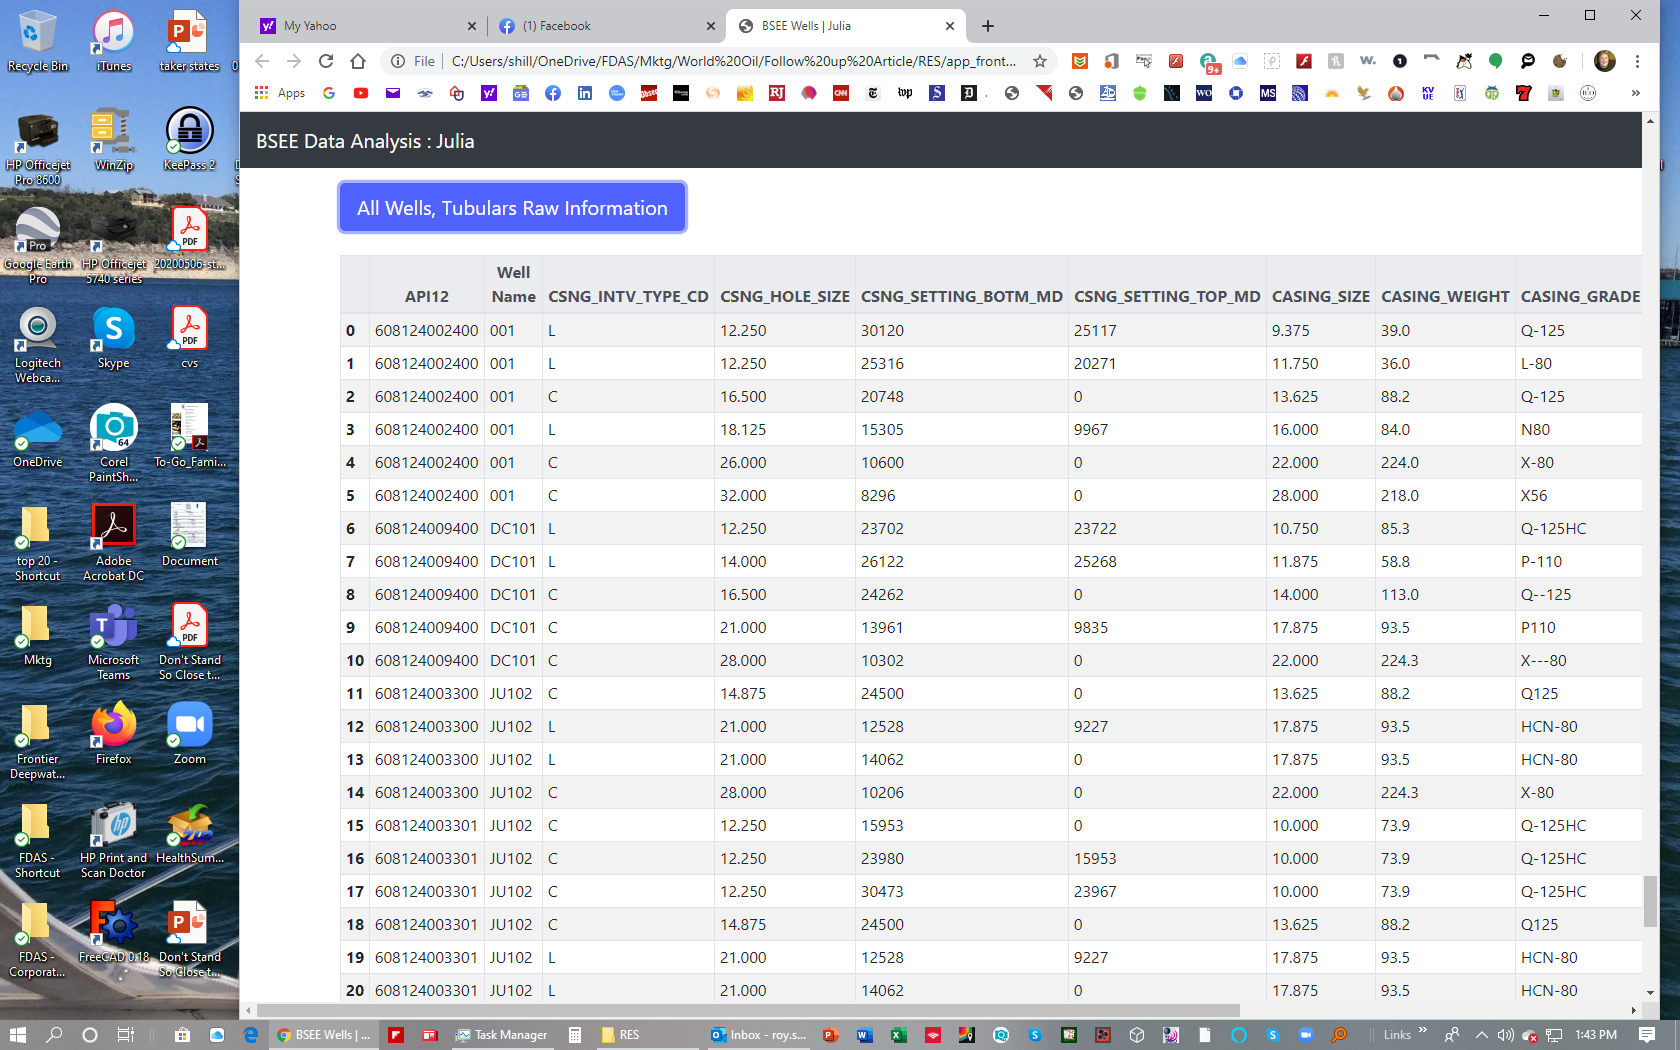 My Yahoo
(1) Facebook
BSEE Wells | Julia
File | C:/Users/shill/OneDrive/FDAS/Mktg/World%20Oil/Follow%20up%20Article/RES/app_front...
Apps
BSEE Data Analysis : Julia
All Wells, Tubulars Raw Information
API12 Well Name CSNG_INTV_TYPE_CD CSNG_HOLE_SIZE CSNG_SETTING_BOTM_MD CSNG_SETTING_TOP_MD CASING_SIZE CASING_WEIGHT CASING_GRADE
0 608124002400 001 L 12.250 30120 25117 9.375 39.0 Q-125
1 608124002400 001 L 12.250 25316 20271 11.750 36.0 L-80
2 608124002400 001 C 16.500 20748 0 13.625 88.2 Q-125
3 608124002400 001 L 18.125 15305 9967 16.000 84.0 N80
4 608124002400 001 C 26.000 10600 0 22.000 224.0 X-80
5 608124002400 001 C 32.000 8296 0 28.000 218.0 X56
6 608124009400 DC101 L 12.250 23702 23722 10.750 85.3 Q-125HC
7 608124009400 DC101 L 14.000 26122 25268 11.875 58.8 P-110
8 608124009400 DC101 C 16.500 24262 0 14.000 113.0 Q--125
9 608124009400 DC101 C 21.000 13961 9835 17.875 93.5 P110
10 608124009400 DC101 C 28.000 10302 0 22.000 224.3 X---80
11 608124003300 JU102 C 14.875 24500 0 13.625 88.2 Q125
12 608124003300 JU102 L 21.000 12528 9227 17.875 93.5 HCN-80
13 608124003300 JU102 L 21.000 14062 0 17.875 93.5 HCN-80
14 608124003300 JU102 C 28.000 10206 0 22.000 224.3 X-80
15 608124003301 JU102 C 12.250 15953 0 10.000 73.9 Q-125HC
16 608124003301 JU102 C 12.250 23980 15953 10.000 73.9 Q-125HC
17 608124003301 JU102 C 12.250 30473 23967 10.000 73.9 Q-125HC
18 608124003301 JU102 C 14.875 24500 0 13.625 88.2 Q125
19 608124003301 JU102 L 21.000 12528 9227 17.875 93.5 HCN-80
20 608124003301 JU102 L 21.000 14062 0 17.875 93.5 HCN-80
Recycle Bin
iTunes
taker states
HP Officejet
Pro 8600
WinZip
KeePass 2
Google Earth
Pro
HP Officejet
5740 series
20200506-st...
Logitech
Webca...
Skype
cvs
OneDrive
Corel
PaintSh...
To-Go_Fami...
top 20 -
Shortcut
Adobe
Acrobat DC
Document
Mktg
Microsoft
Teams
Don't Stand
So Close t...
Frontier
Deepwat...
Firefox
Zoom
FDAS -
Shortcut
HP Print and
Scan Doctor
HealthSum...
FDAS -
Corporat...
FreeCAD 0.18
Don't Stand
So Close t...
BSEE Wells | ...
Task Manager
RES
Inbox - roy.s...
Links
1:43 PM